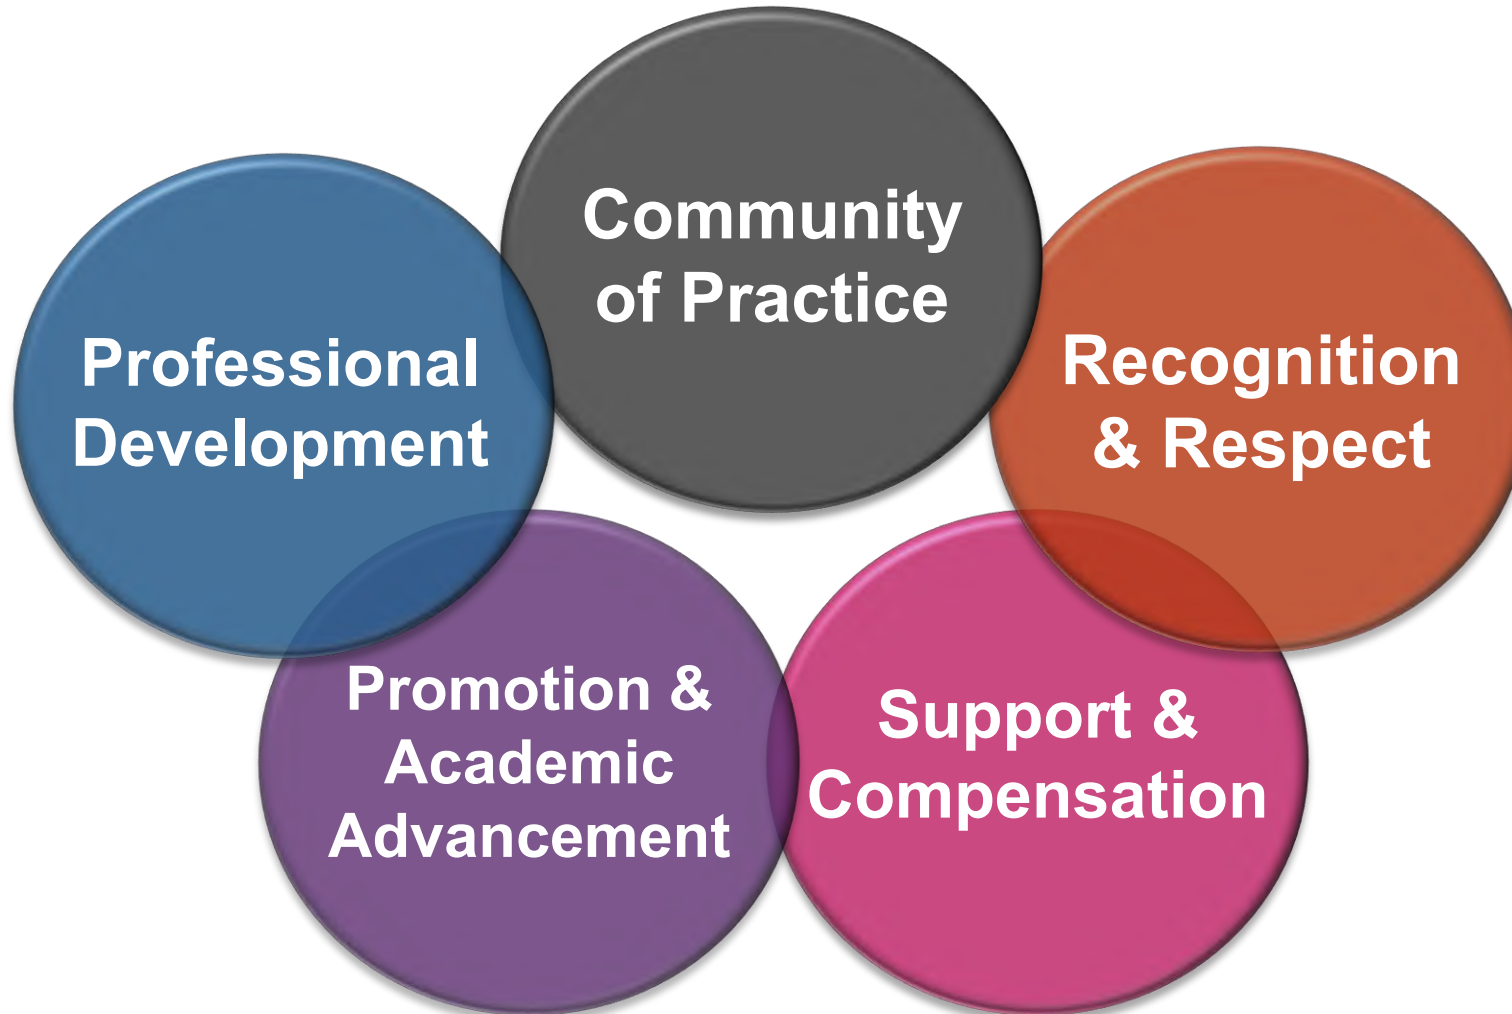 Community
of Practice
Professional
Development
Recognition
& Respect
Promotion &
Academic
Advancement
Support &
Compensation